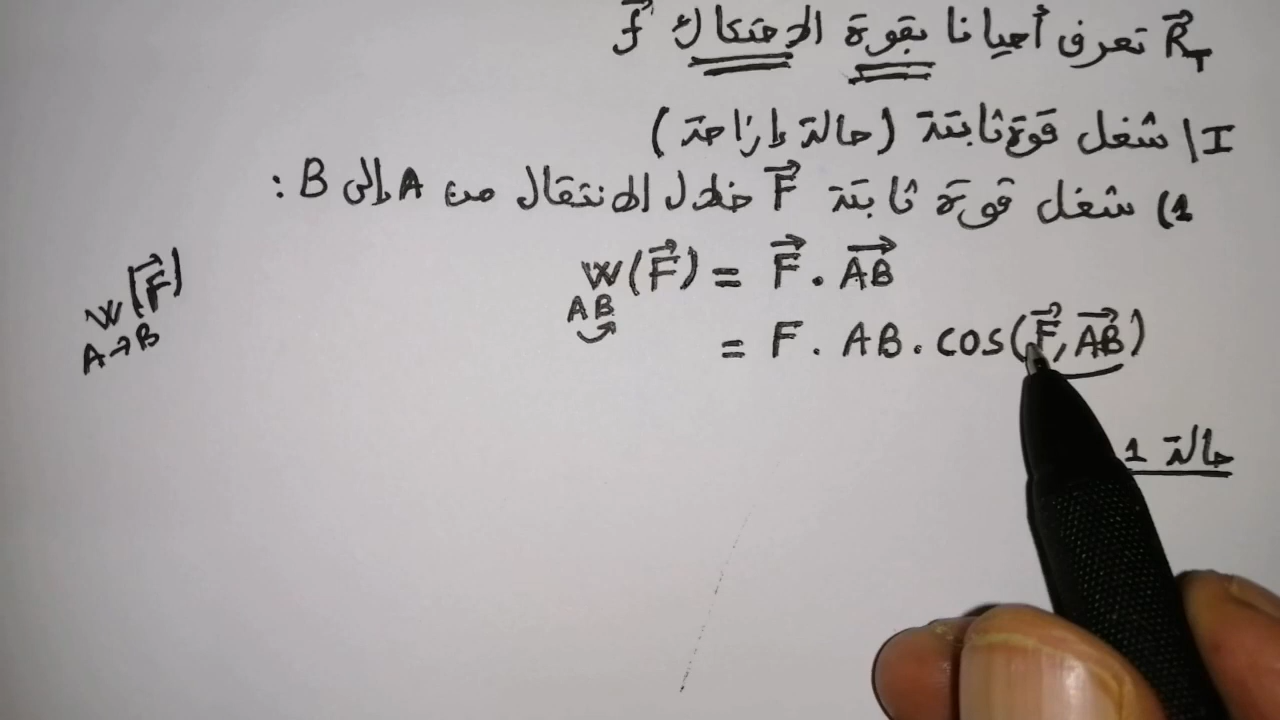 R⃗_T تعرف أحيانا بقوة الاحتكاك f⃗
I\ شغل قوة ثابتة (حالة إزاحة)
1) شغل قوة ثابتة F⃗ خلال الانتقال من A إلى B :
W(F⃗) = F⃗ . AB⃗
AB
= F . AB . cos(F⃗, AB⃗)
W(F⃗)
A→B
حالة 1